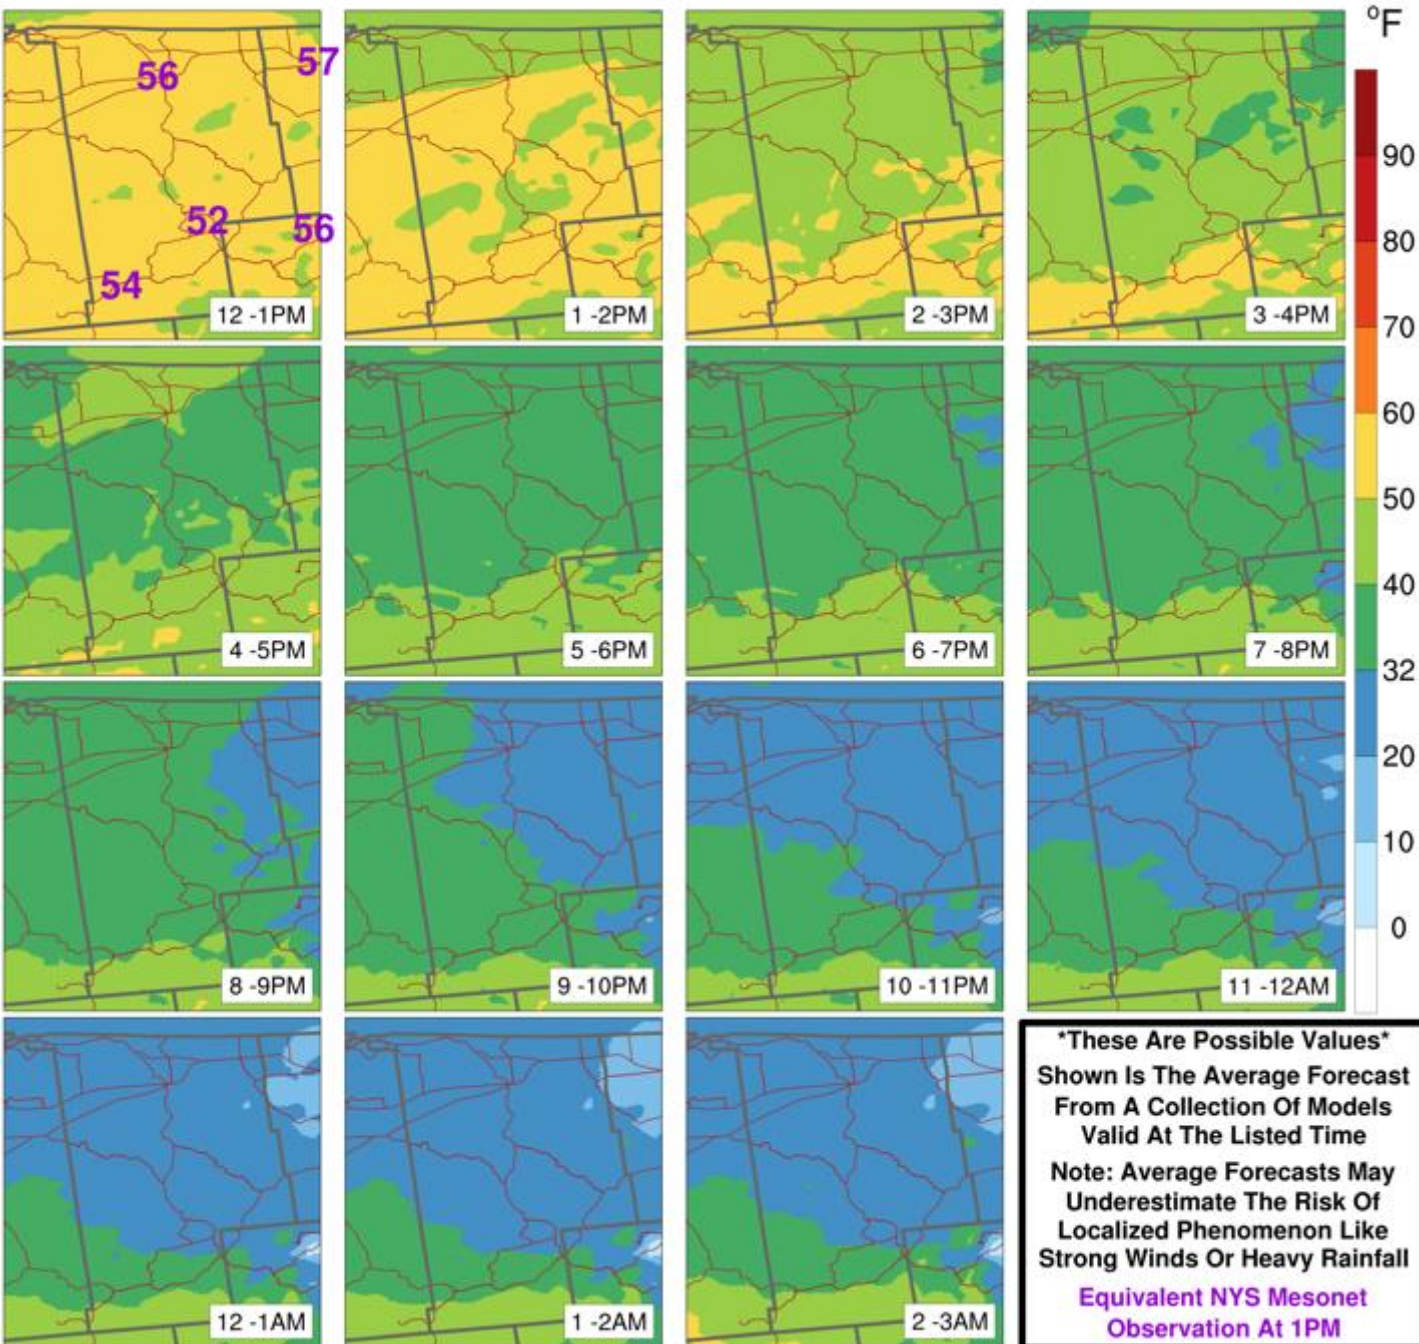 °F
56
57
52
56
54
12 -1PM
1 -2PM
2 -3PM
3 -4PM
4 -5PM
5 -6PM
6 -7PM
7 -8PM
8 -9PM
9 -10PM
10 -11PM
11 -12AM
12 -1AM
1 -2AM
2 -3AM
90
80
70
60
50
40
32
20
10
0
*These Are Possible Values*
Shown Is The Average Forecast
From A Collection Of Models
Valid At The Listed Time
Note: Average Forecasts May
Underestimate The Risk Of
Localized Phenomenon Like
Strong Winds Or Heavy Rainfall
Equivalent NYS Mesonet
Observation At 1PM